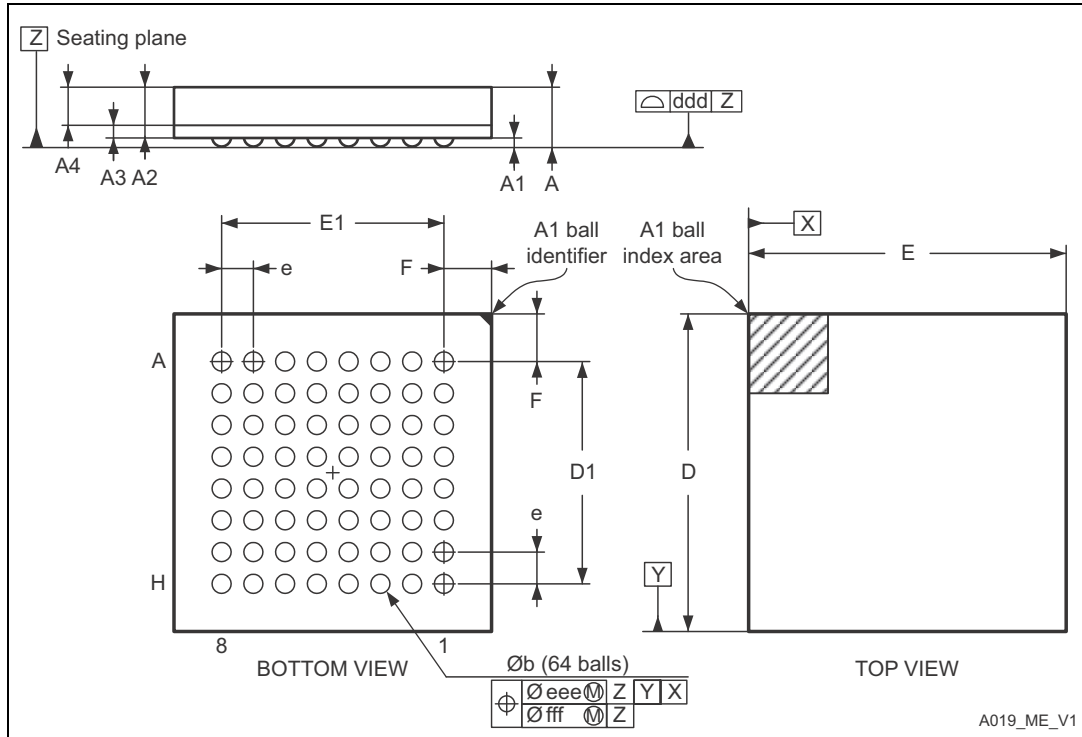 Z Seating plane
⌓ ddd Z
A4
A3 A2
A1
A
E1
e
F
A1 ball
identifier
A1 ball
index area
X
E
A
F
D1
D
e
H
Y
8
1
BOTTOM VIEW
Øb (64 balls)
TOP VIEW
⌖ Ø eee Ⓜ Z Y X
Ø fff Ⓜ Z
A019_ME_V1